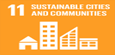 11 SUSTAINABLE CITIES
AND COMMUNITIES